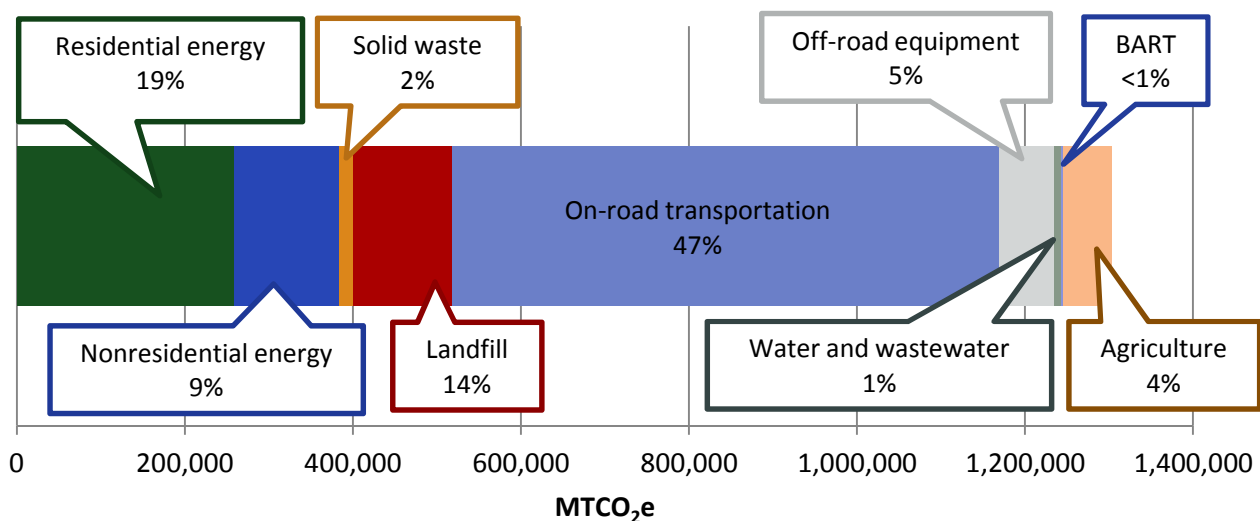 Residential energy
19%
Solid waste
2%
Off-road equipment
5%
BART
<1%
On-road transportation
47%
Nonresidential energy
9%
Landfill
14%
Water and wastewater
1%
Agriculture
4%
0
200,000
400,000
600,000
800,000
1,000,000
1,200,000
1,400,000
MTCO₂e